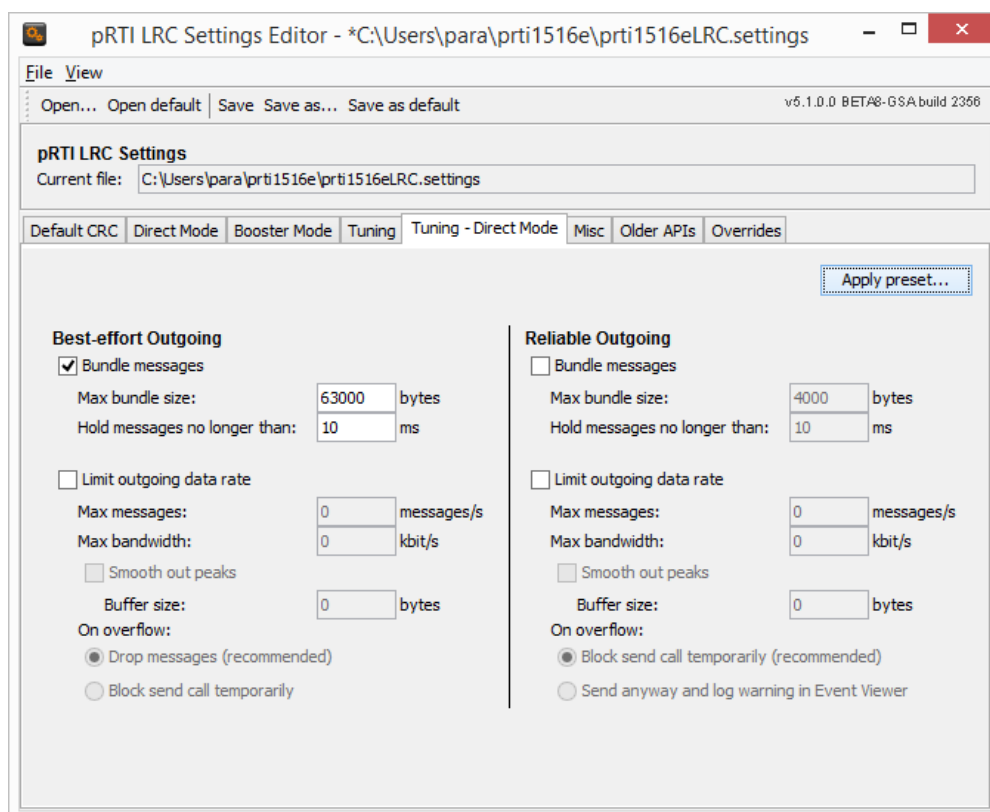 pRTI LRC Settings Editor - *C:\Users\para\prti1516e\prti1516eLRC.settings
File View
Open... Open default Save Save as... Save as default v5.1.0.0 BETA8-GSA build 2356
pRTI LRC Settings
Current file: C:\Users\para\prti1516e\prti1516eLRC.settings
Default CRC Direct Mode Booster Mode Tuning Tuning - Direct Mode Misc Older APIs Overrides
Apply preset...
Best-effort Outgoing
Bundle messages
Max bundle size: 63000 bytes
Hold messages no longer than: 10 ms
Limit outgoing data rate
Max messages: 0 messages/s
Max bandwidth: 0 kbit/s
Smooth out peaks
Buffer size: 0 bytes
On overflow:
Drop messages (recommended)
Block send call temporarily
Reliable Outgoing
Bundle messages
Max bundle size: 4000 bytes
Hold messages no longer than: 10 ms
Limit outgoing data rate
Max messages: 0 messages/s
Max bandwidth: 0 kbit/s
Smooth out peaks
Buffer size: 0 bytes
On overflow:
Block send call temporarily (recommended)
Send anyway and log warning in Event Viewer